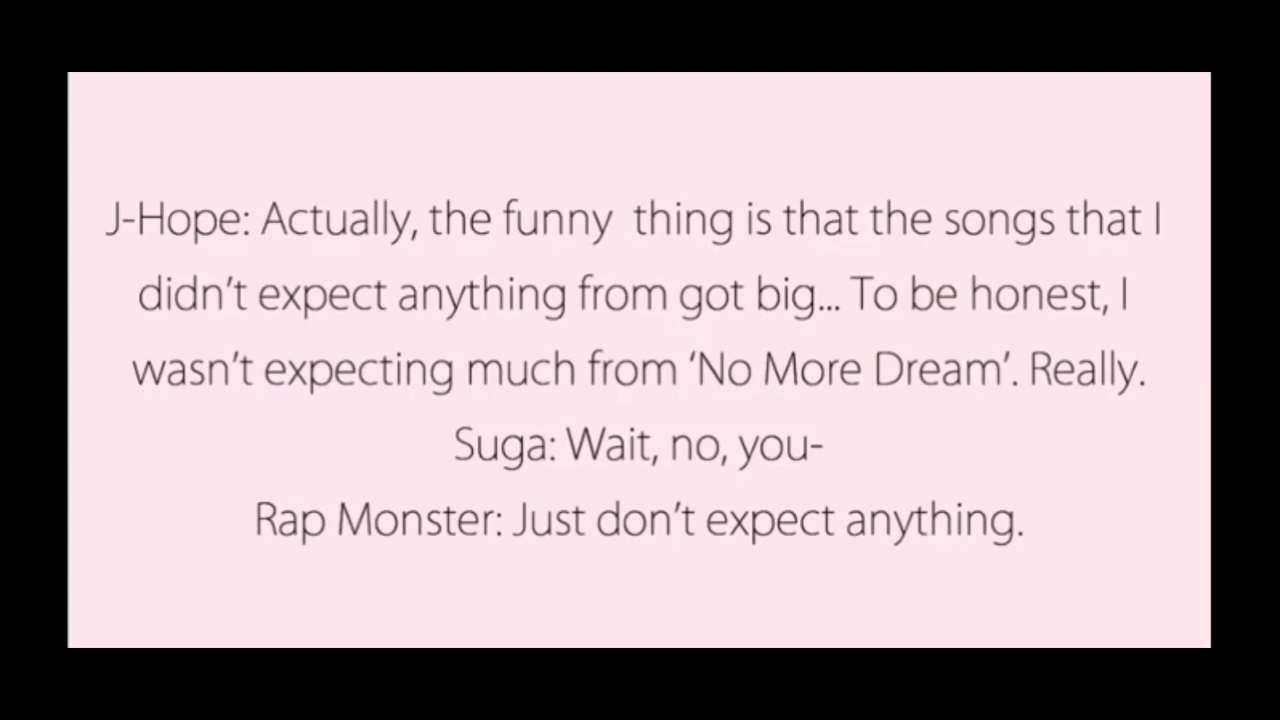 J-Hope: Actually, the funny  thing is that the songs that I
didn’t expect anything from got big... To be honest, I
wasn’t expecting much from ‘No More Dream’. Really.
Suga: Wait, no, you-
Rap Monster: Just don’t expect anything.